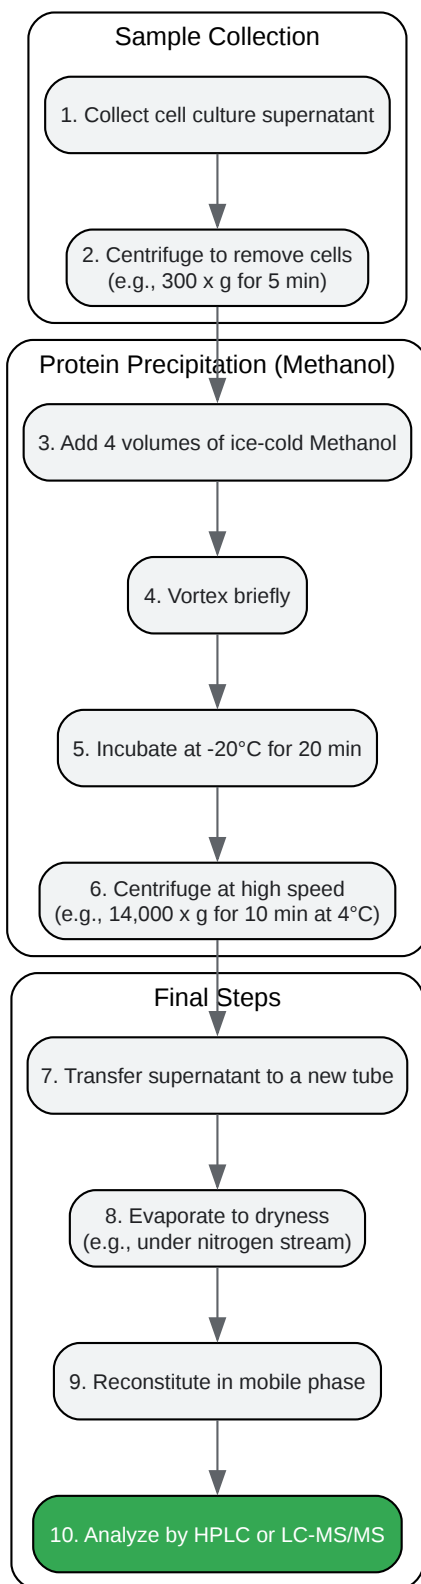 Sample Collection
1. Collect cell culture supernatant
2. Centrifuge to remove cells
(e.g., 300 x g for 5 min)
Protein Precipitation (Methanol)
3. Add 4 volumes of ice-cold Methanol
4. Vortex briefly
5. Incubate at -20°C for 20 min
6. Centrifuge at high speed
(e.g., 14,000 x g for 10 min at 4°C)
Final Steps
7. Transfer supernatant to a new tube
8. Evaporate to dryness
(e.g., under nitrogen stream)
9. Reconstitute in mobile phase
10. Analyze by HPLC or LC-MS/MS